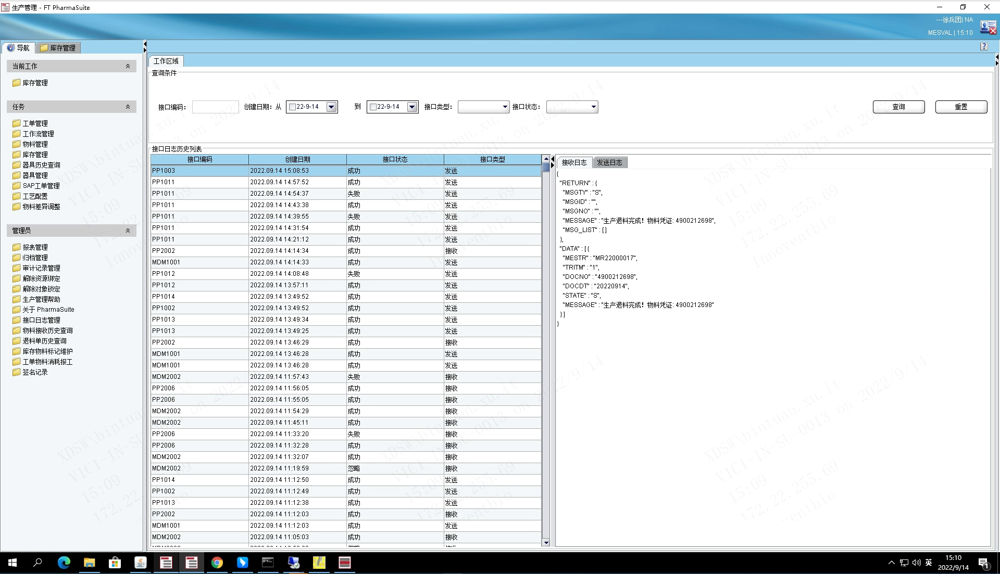 生产管理 - FT PharmaSuite
---徐兵团| NA
MESVAL | 15:10
导航
库存管理
当前工作
库存管理
任务
工单管理
工作流管理
物料管理
库存管理
器具历史查询
器具管理
SAP工单管理
工艺配置
物料差异调整
管理员
报表管理
归档管理
审计记录管理
解除资源绑定
解除对象锁定
生产管理帮助
关于 PharmaSuite
接口日志管理
物料接收历史查询
退料单历史查询
库存物料标记维护
工单物料消耗报工
签名记录
工作区域
查询条件
接口编码: 创建日期: 从 22-9-14 到 22-9-14 接口类型: 接口状态: 查询 重置
接口日志历史列表
接口编码 创建日期 接口状态 接口类型
PP1003 2022.09.14 15:08:53 成功 发送
PP1011 2022.09.14 14:57:52 成功 发送
PP1011 2022.09.14 14:54:37 失败 发送
PP1011 2022.09.14 14:43:38 成功 发送
PP1011 2022.09.14 14:39:55 失败 发送
PP1011 2022.09.14 14:31:54 成功 发送
PP1011 2022.09.14 14:21:12 成功 发送
PP2002 2022.09.14 14:14:34 成功 接收
MDM1001 2022.09.14 14:14:33 成功 发送
PP1012 2022.09.14 14:08:48 失败 发送
PP1012 2022.09.14 13:57:11 成功 发送
PP1014 2022.09.14 13:49:52 成功 发送
PP1002 2022.09.14 13:49:52 成功 发送
PP1013 2022.09.14 13:49:34 成功 发送
PP1013 2022.09.14 13:49:25 成功 发送
PP2002 2022.09.14 13:46:29 成功 接收
MDM1001 2022.09.14 13:46:28 成功 发送
MDM1001 2022.09.14 13:46:28 成功 发送
MDM2002 2022.09.14 11:57:43 失败 接收
PP2006 2022.09.14 11:56:05 成功 接收
PP2006 2022.09.14 11:55:05 成功 接收
MDM2002 2022.09.14 11:54:29 成功 接收
MDM2002 2022.09.14 11:45:11 成功 接收
PP2006 2022.09.14 11:33:20 失败 接收
PP2006 2022.09.14 11:32:28 成功 接收
MDM2002 2022.09.14 11:32:07 成功 接收
MDM2002 2022.09.14 11:19:59 忽略 接收
PP1014 2022.09.14 11:12:50 成功 发送
PP1002 2022.09.14 11:12:49 成功 发送
PP1013 2022.09.14 11:12:38 成功 发送
PP2002 2022.09.14 11:12:03 成功 接收
MDM1001 2022.09.14 11:12:03 成功 发送
MDM2002 2022.09.14 11:05:03 成功 接收
接收日志 发送日志
{
"RETURN" : {
"MSGTY" : "S",
"MSGID" : "",
"MSGNO" : "",
"MESSAGE" : "生产退料完成! 物料凭证: 4900212698",
"MSG_LIST" : [ ]
},
"DATA" : [ {
"MESTR" : "MR22000017",
"TRITM" : "1",
"DOCNO" : "4900212698",
"DOCDT" : "20220914",
"STATE" : "S",
"MESSAGE" : "生产退料完成! 物料凭证: 4900212698"
} ]
}
XDSW\bintuan.xu.it
V1C1-IN-SU-0013 on 2022/9/14
15:09
172.22.255.69
Innoventbio
英
15:10
2022/9/14
1